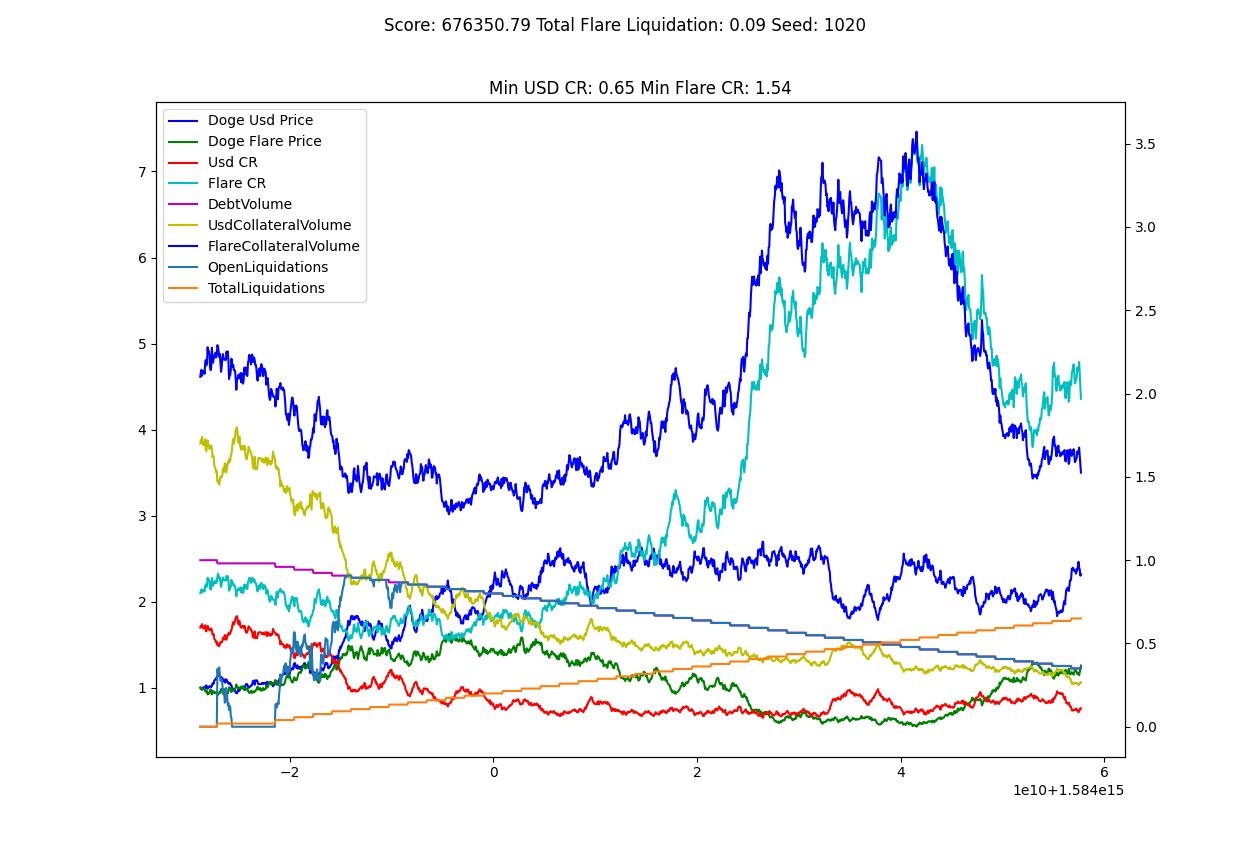 Score: 676350.79 Total Flare Liquidation: 0.09 Seed: 1020
Min USD CR: 0.65 Min Flare CR: 1.54
Doge Usd Price
Doge Flare Price
Usd CR
Flare CR
DebtVolume
UsdCollateralVolume
FlareCollateralVolume
OpenLiquidations
TotalLiquidations
7
6
5
4
3
2
1
3.5
3.0
2.5
2.0
1.5
1.0
0.5
0.0
−2 0 2 4 6
1e10+1.584e15